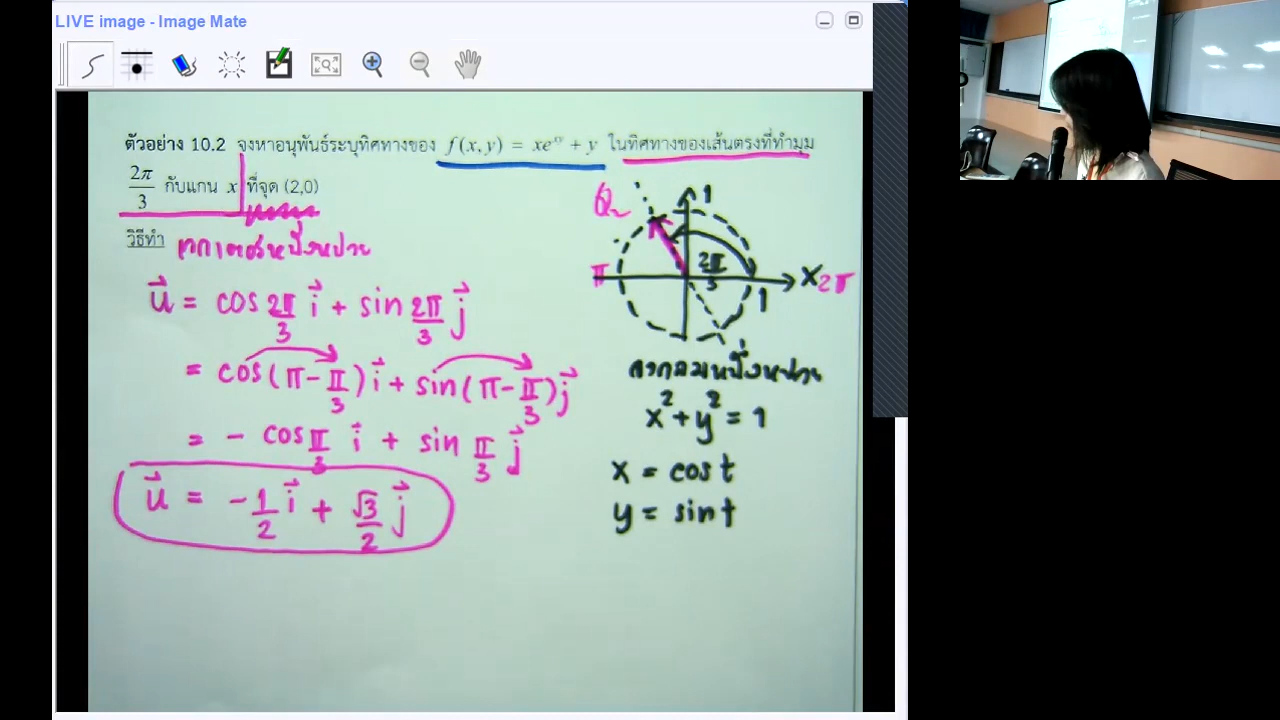 LIVE image - Image Mate
ตัวอย่าง 10.2 จงหาอนุพันธ์ระบุทิศทางของ f(x, y) = xe^{xy} + y ในทิศทางของเส้นตรงที่ทำมุม
2π/3 กับแกน x ที่จุด (2,0)
วิธีทำ เวกเตอร์หนึ่งหน่วย
u⃗ = cos 2π/3 i⃗ + sin 2π/3 j⃗
= cos(π-π/3)i⃗ + sin(π-π/3)j⃗
= - cos π/3 i⃗ + sin π/3 j⃗
u⃗ = -1/2 i⃗ + √3/2 j⃗
Q₂
1
2π/3
π
X
2π
1
วงกลมหนึ่งหน่วย
x² + y² = 1
x = cos t
y = sin t